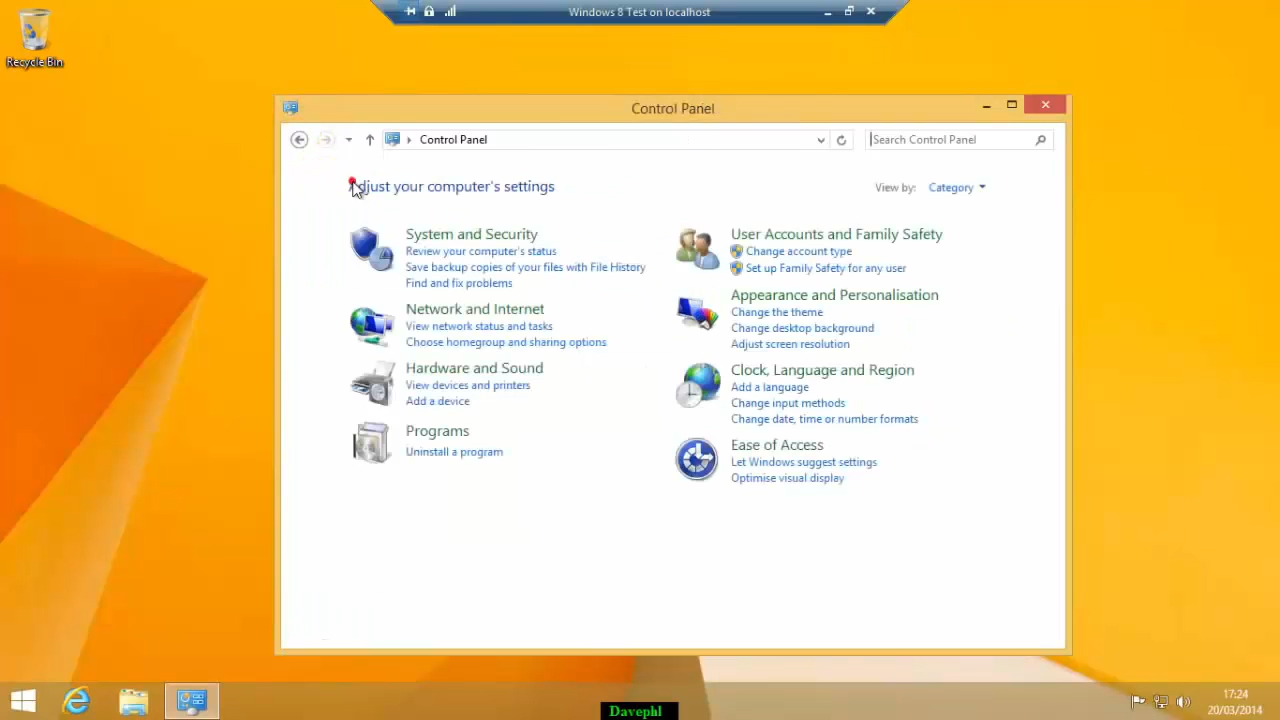 Windows 8 Test on localhost
Recycle Bin
Control Panel
Control Panel
Search Control Panel
Adjust your computer's settings
View by: Category
System and Security
Review your computer's status
Save backup copies of your files with File History
Find and fix problems
Network and Internet
View network status and tasks
Choose homegroup and sharing options
Hardware and Sound
View devices and printers
Add a device
Programs
Uninstall a program
User Accounts and Family Safety
Change account type
Set up Family Safety for any user
Appearance and Personalisation
Change the theme
Change desktop background
Adjust screen resolution
Clock, Language and Region
Add a language
Change input methods
Change date, time or number formats
Ease of Access
Let Windows suggest settings
Optimise visual display
17:24
20/03/2014
Davephl